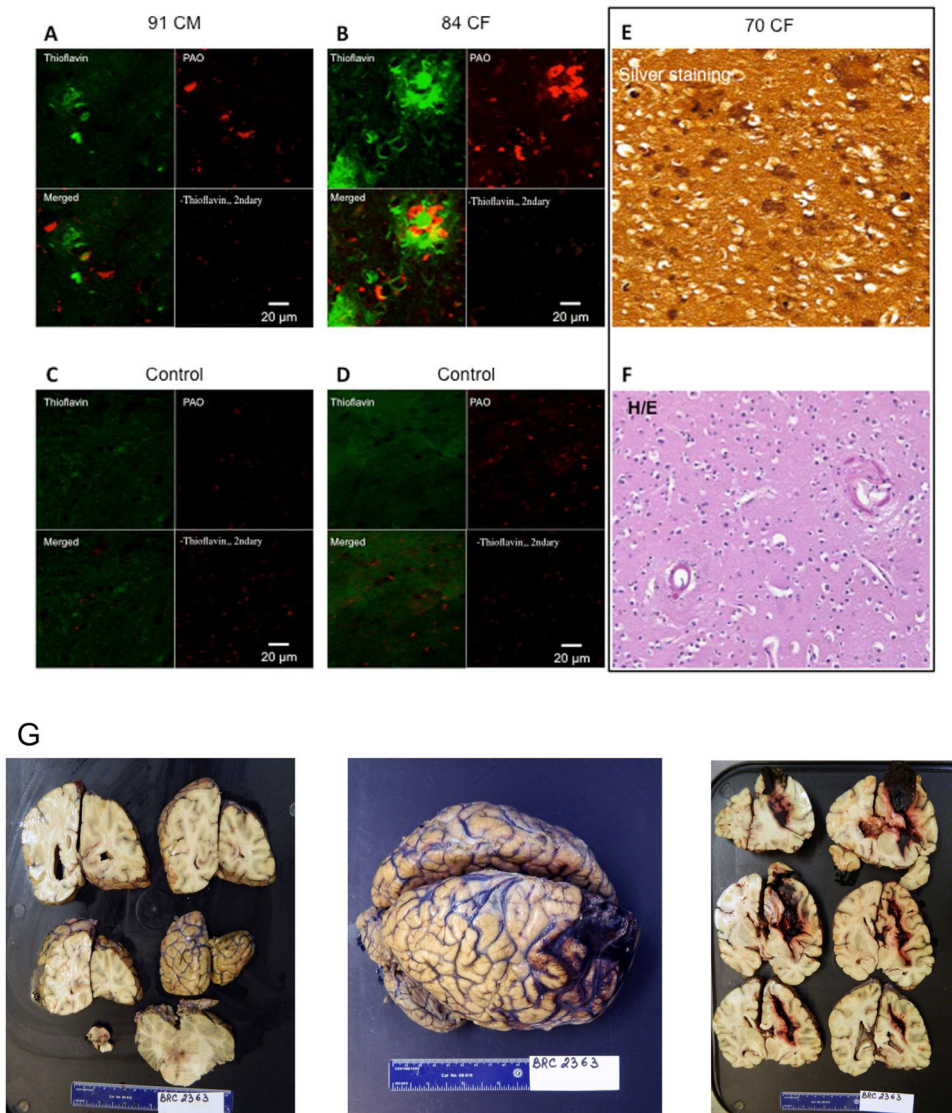 91 CM
84 CF
70 CF
A
B
E
Thioflavin
PAO
Thioflavin
PAO
Silver staining
Merged
-Thioflavin,, 2ndary
Merged
-Thioflavin,, 2ndary
20 µm
20 µm
C
Control
D
Control
F
Thioflavin
PAO
Thioflavin
PAO
H/E
Merged
-Thioflavin,, 2ndary
Merged
-Thioflavin,, 2ndary
20 µm
20 µm
G
BRC 2363
CENTIMETERS
BRC 2363
BRC 2363